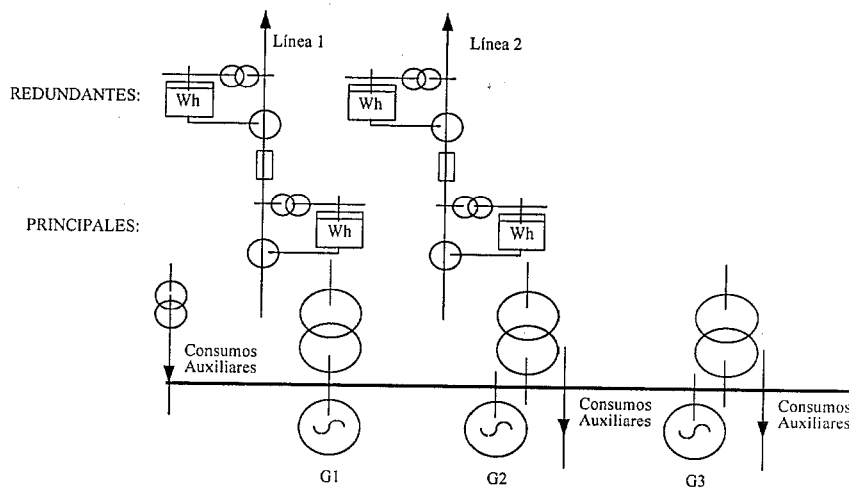 Línea 1
Línea 2
REDUNDANTES:
Wh
Wh
PRINCIPALES:
Wh
Wh
Consumos
Auxiliares
Consumos
Auxiliares
Consumos
Auxiliares
G1
G2
G3